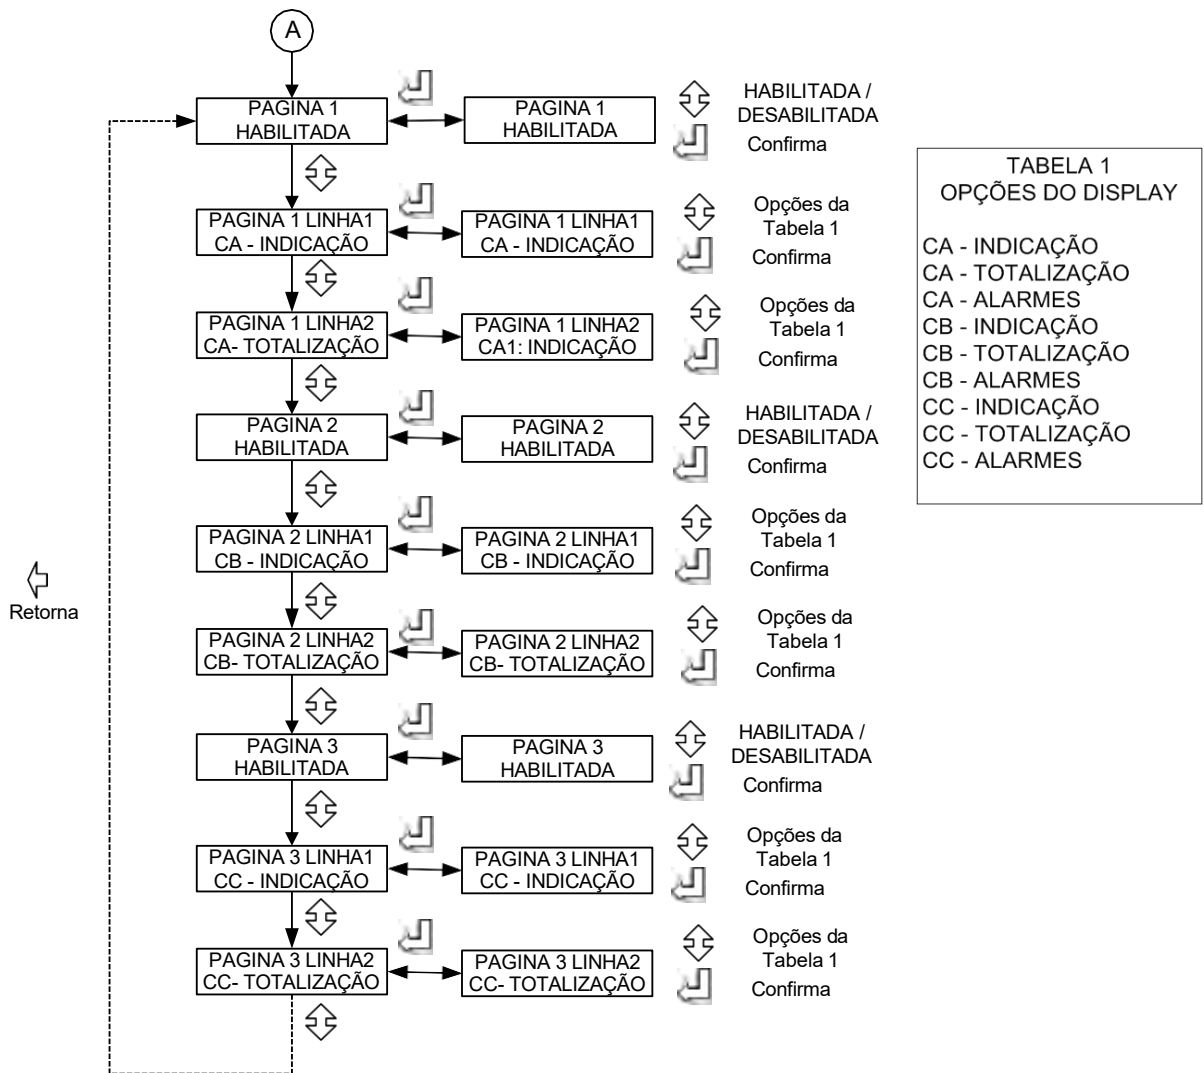 A
PAGINA 1
HABILITADA
PAGINA 1
HABILITADA
HABILITADA /
DESABILITADA
Confirma
PAGINA 1 LINHA1
CA - INDICAÇÃO
PAGINA 1 LINHA1
CA - INDICAÇÃO
Opções da
Tabela 1
Confirma
PAGINA 1 LINHA2
CA- TOTALIZAÇÃO
PAGINA 1 LINHA2
CA1: INDICAÇÃO
Opções da
Tabela 1
Confirma
PAGINA 2
HABILITADA
PAGINA 2
HABILITADA
HABILITADA /
DESABILITADA
Confirma
PAGINA 2 LINHA1
CB - INDICAÇÃO
PAGINA 2 LINHA1
CB - INDICAÇÃO
Opções da
Tabela 1
Confirma
PAGINA 2 LINHA2
CB- TOTALIZAÇÃO
PAGINA 2 LINHA2
CB- TOTALIZAÇÃO
Opções da
Tabela 1
Confirma
PAGINA 3
HABILITADA
PAGINA 3
HABILITADA
HABILITADA /
DESABILITADA
Confirma
PAGINA 3 LINHA1
CC - INDICAÇÃO
PAGINA 3 LINHA1
CC - INDICAÇÃO
Opções da
Tabela 1
Confirma
PAGINA 3 LINHA2
CC- TOTALIZAÇÃO
PAGINA 3 LINHA2
CC- TOTALIZAÇÃO
Opções da
Tabela 1
Confirma
Retorna
TABELA 1
OPÇÕES DO DISPLAY
CA - INDICAÇÃO
CA - TOTALIZAÇÃO
CA - ALARMES
CB - INDICAÇÃO
CB - TOTALIZAÇÃO
CB - ALARMES
CC - INDICAÇÃO
CC - TOTALIZAÇÃO
CC - ALARMES